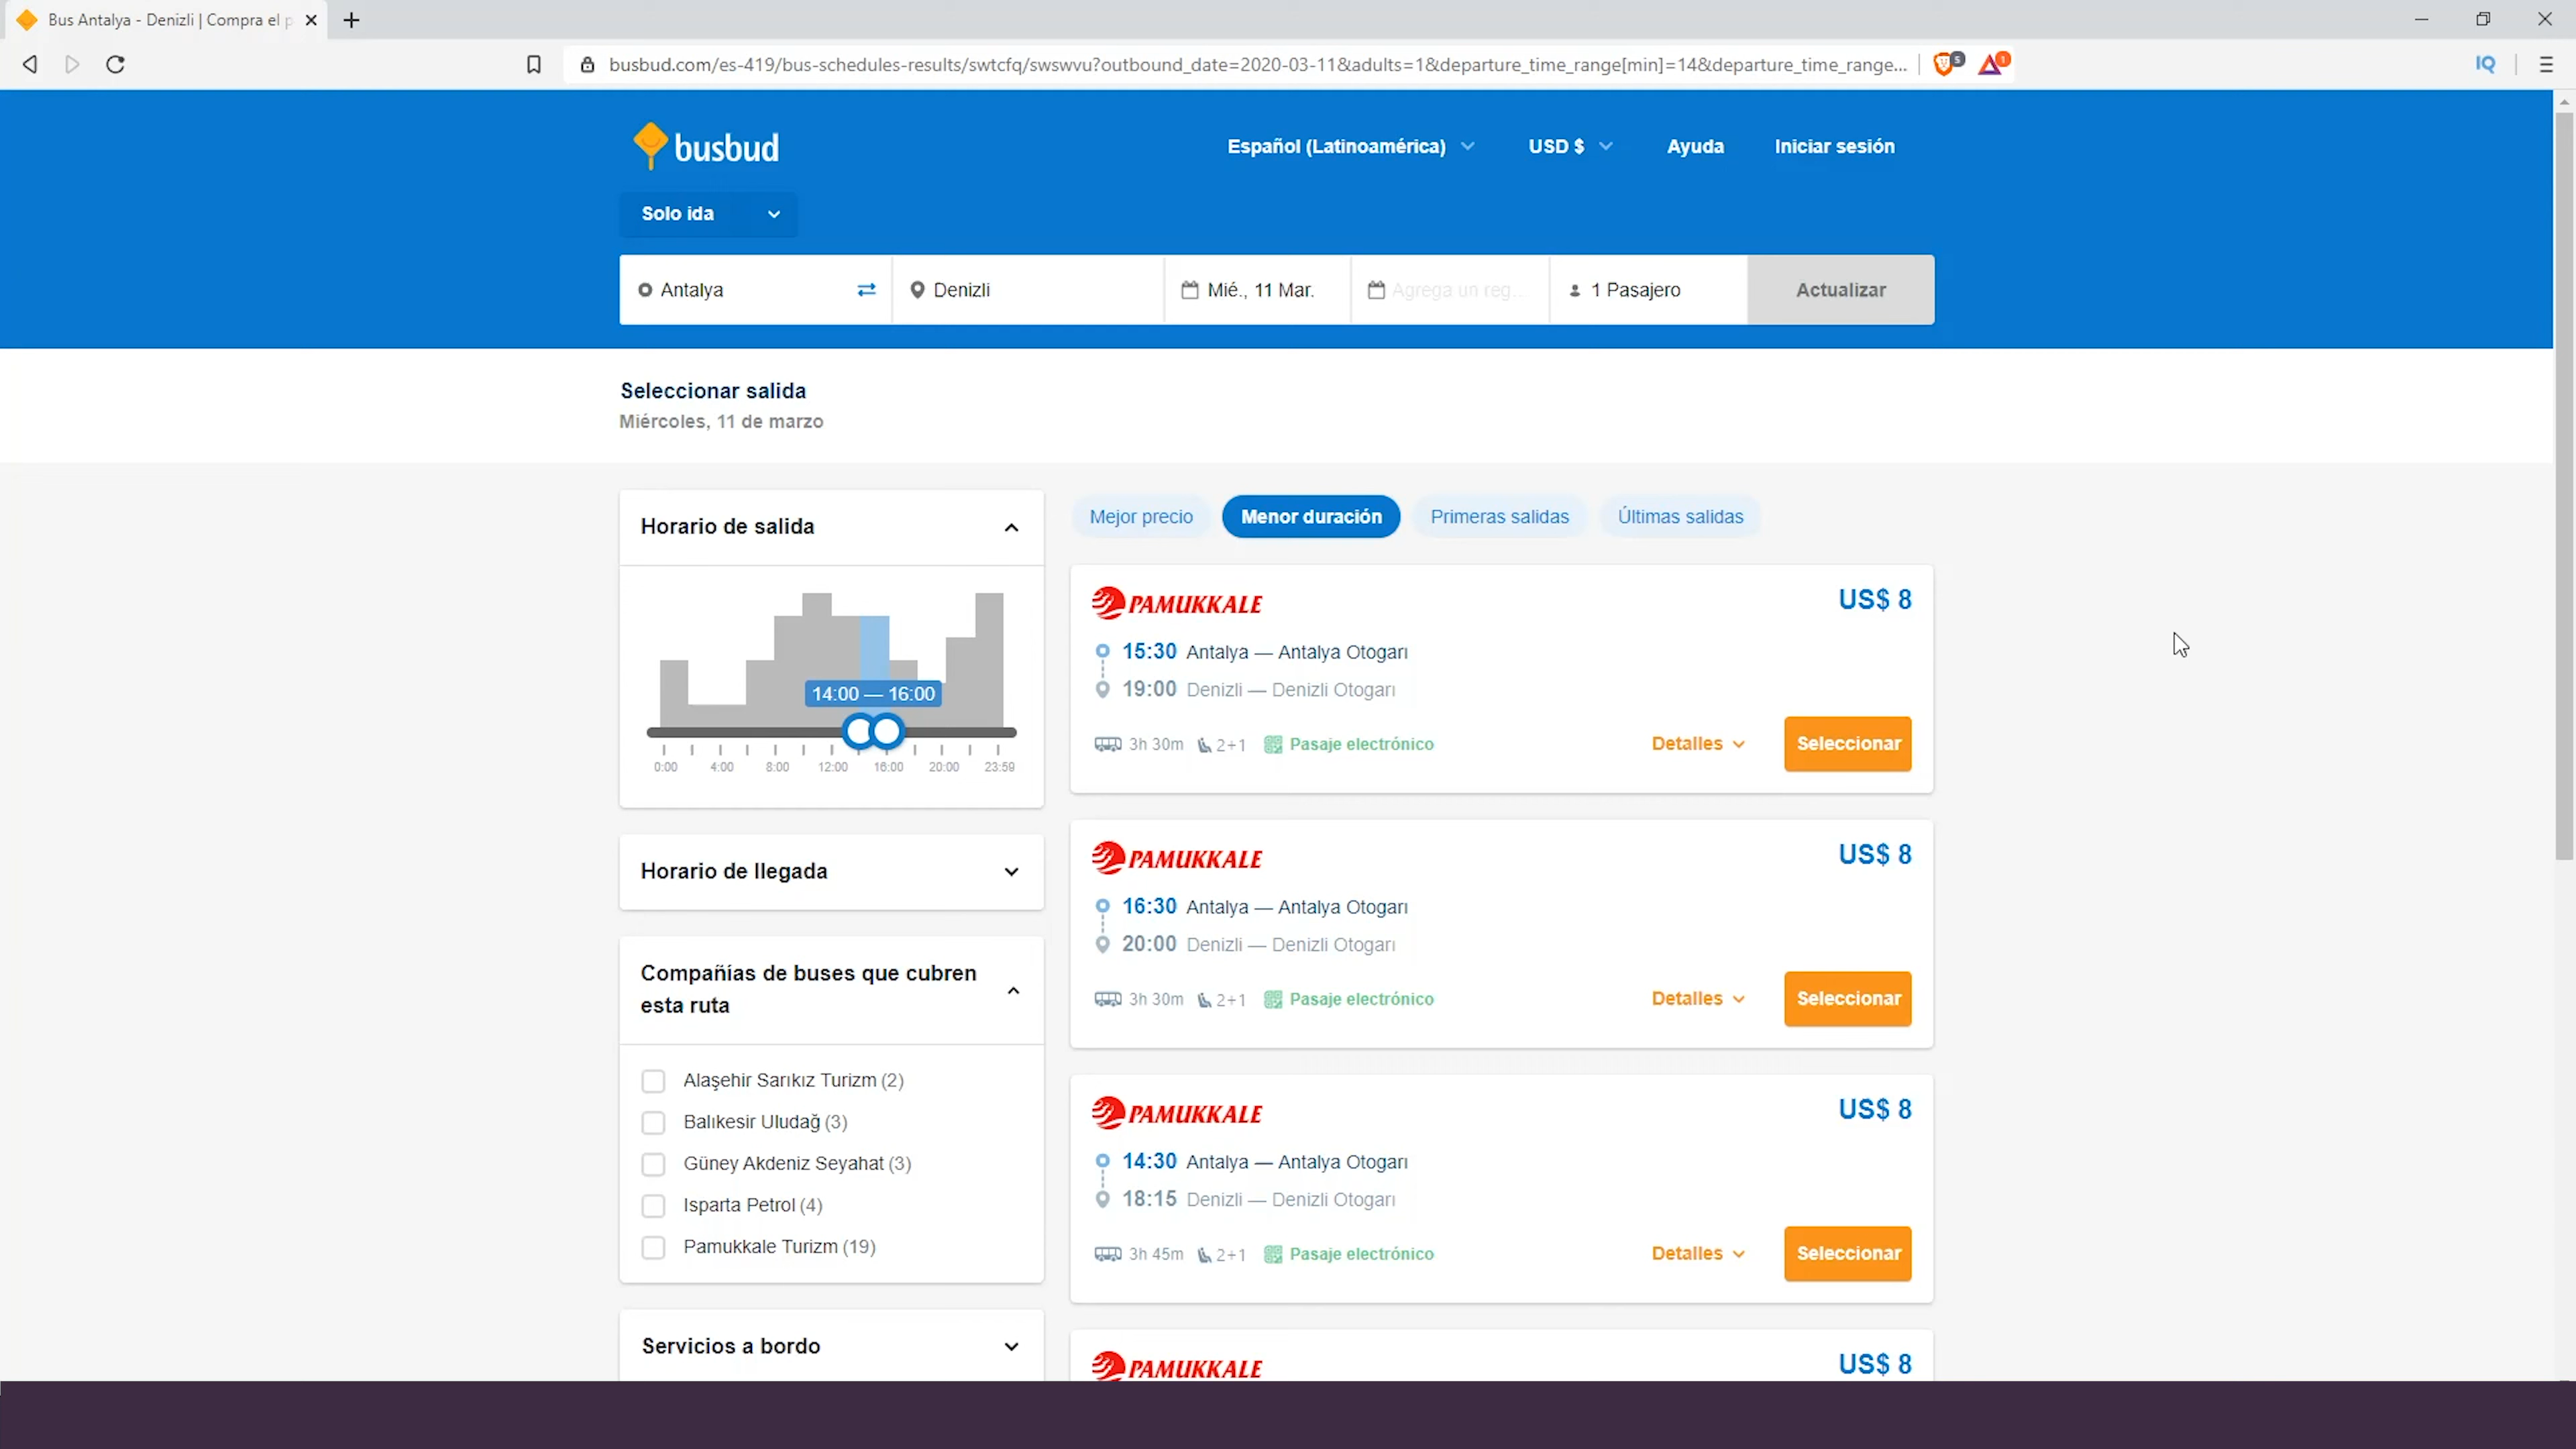 Bus Antalya - Denizli | Compra el p
busbud.com/es-419/bus-schedules-results/swtcfq/swswvu?outbound_date=2020-03-11&adults=1&departure_time_range[min]=14&departure_time_range...
5
1
IQ
busbud
Español (Latinoamérica)
USD $
Ayuda
Iniciar sesión
Solo ida
Antalya
Denizli
Mié., 11 Mar.
Agrega un reg...
1 Pasajero
Actualizar
Seleccionar salida
Miércoles, 11 de marzo
Horario de salida
14:00 — 16:00
0:00 4:00 8:00 12:00 16:00 20:00 23:59
Horario de llegada
Compañías de buses que cubren
esta ruta
Alaşehir Sarıkız Turizm (2)
Balıkesir Uludağ (3)
Güney Akdeniz Seyahat (3)
Isparta Petrol (4)
Pamukkale Turizm (19)
Servicios a bordo
Mejor precio
Menor duración
Primeras salidas
Últimas salidas
PAMUKKALE
US$ 8
15:30 Antalya — Antalya Otogarı
19:00 Denizli — Denizli Otogarı
3h 30m 2+1 Pasaje electrónico
Detalles
Seleccionar
PAMUKKALE
US$ 8
16:30 Antalya — Antalya Otogarı
20:00 Denizli — Denizli Otogarı
3h 30m 2+1 Pasaje electrónico
Detalles
Seleccionar
PAMUKKALE
US$ 8
14:30 Antalya — Antalya Otogarı
18:15 Denizli — Denizli Otogarı
3h 45m 2+1 Pasaje electrónico
Detalles
Seleccionar
PAMUKKALE
US$ 8